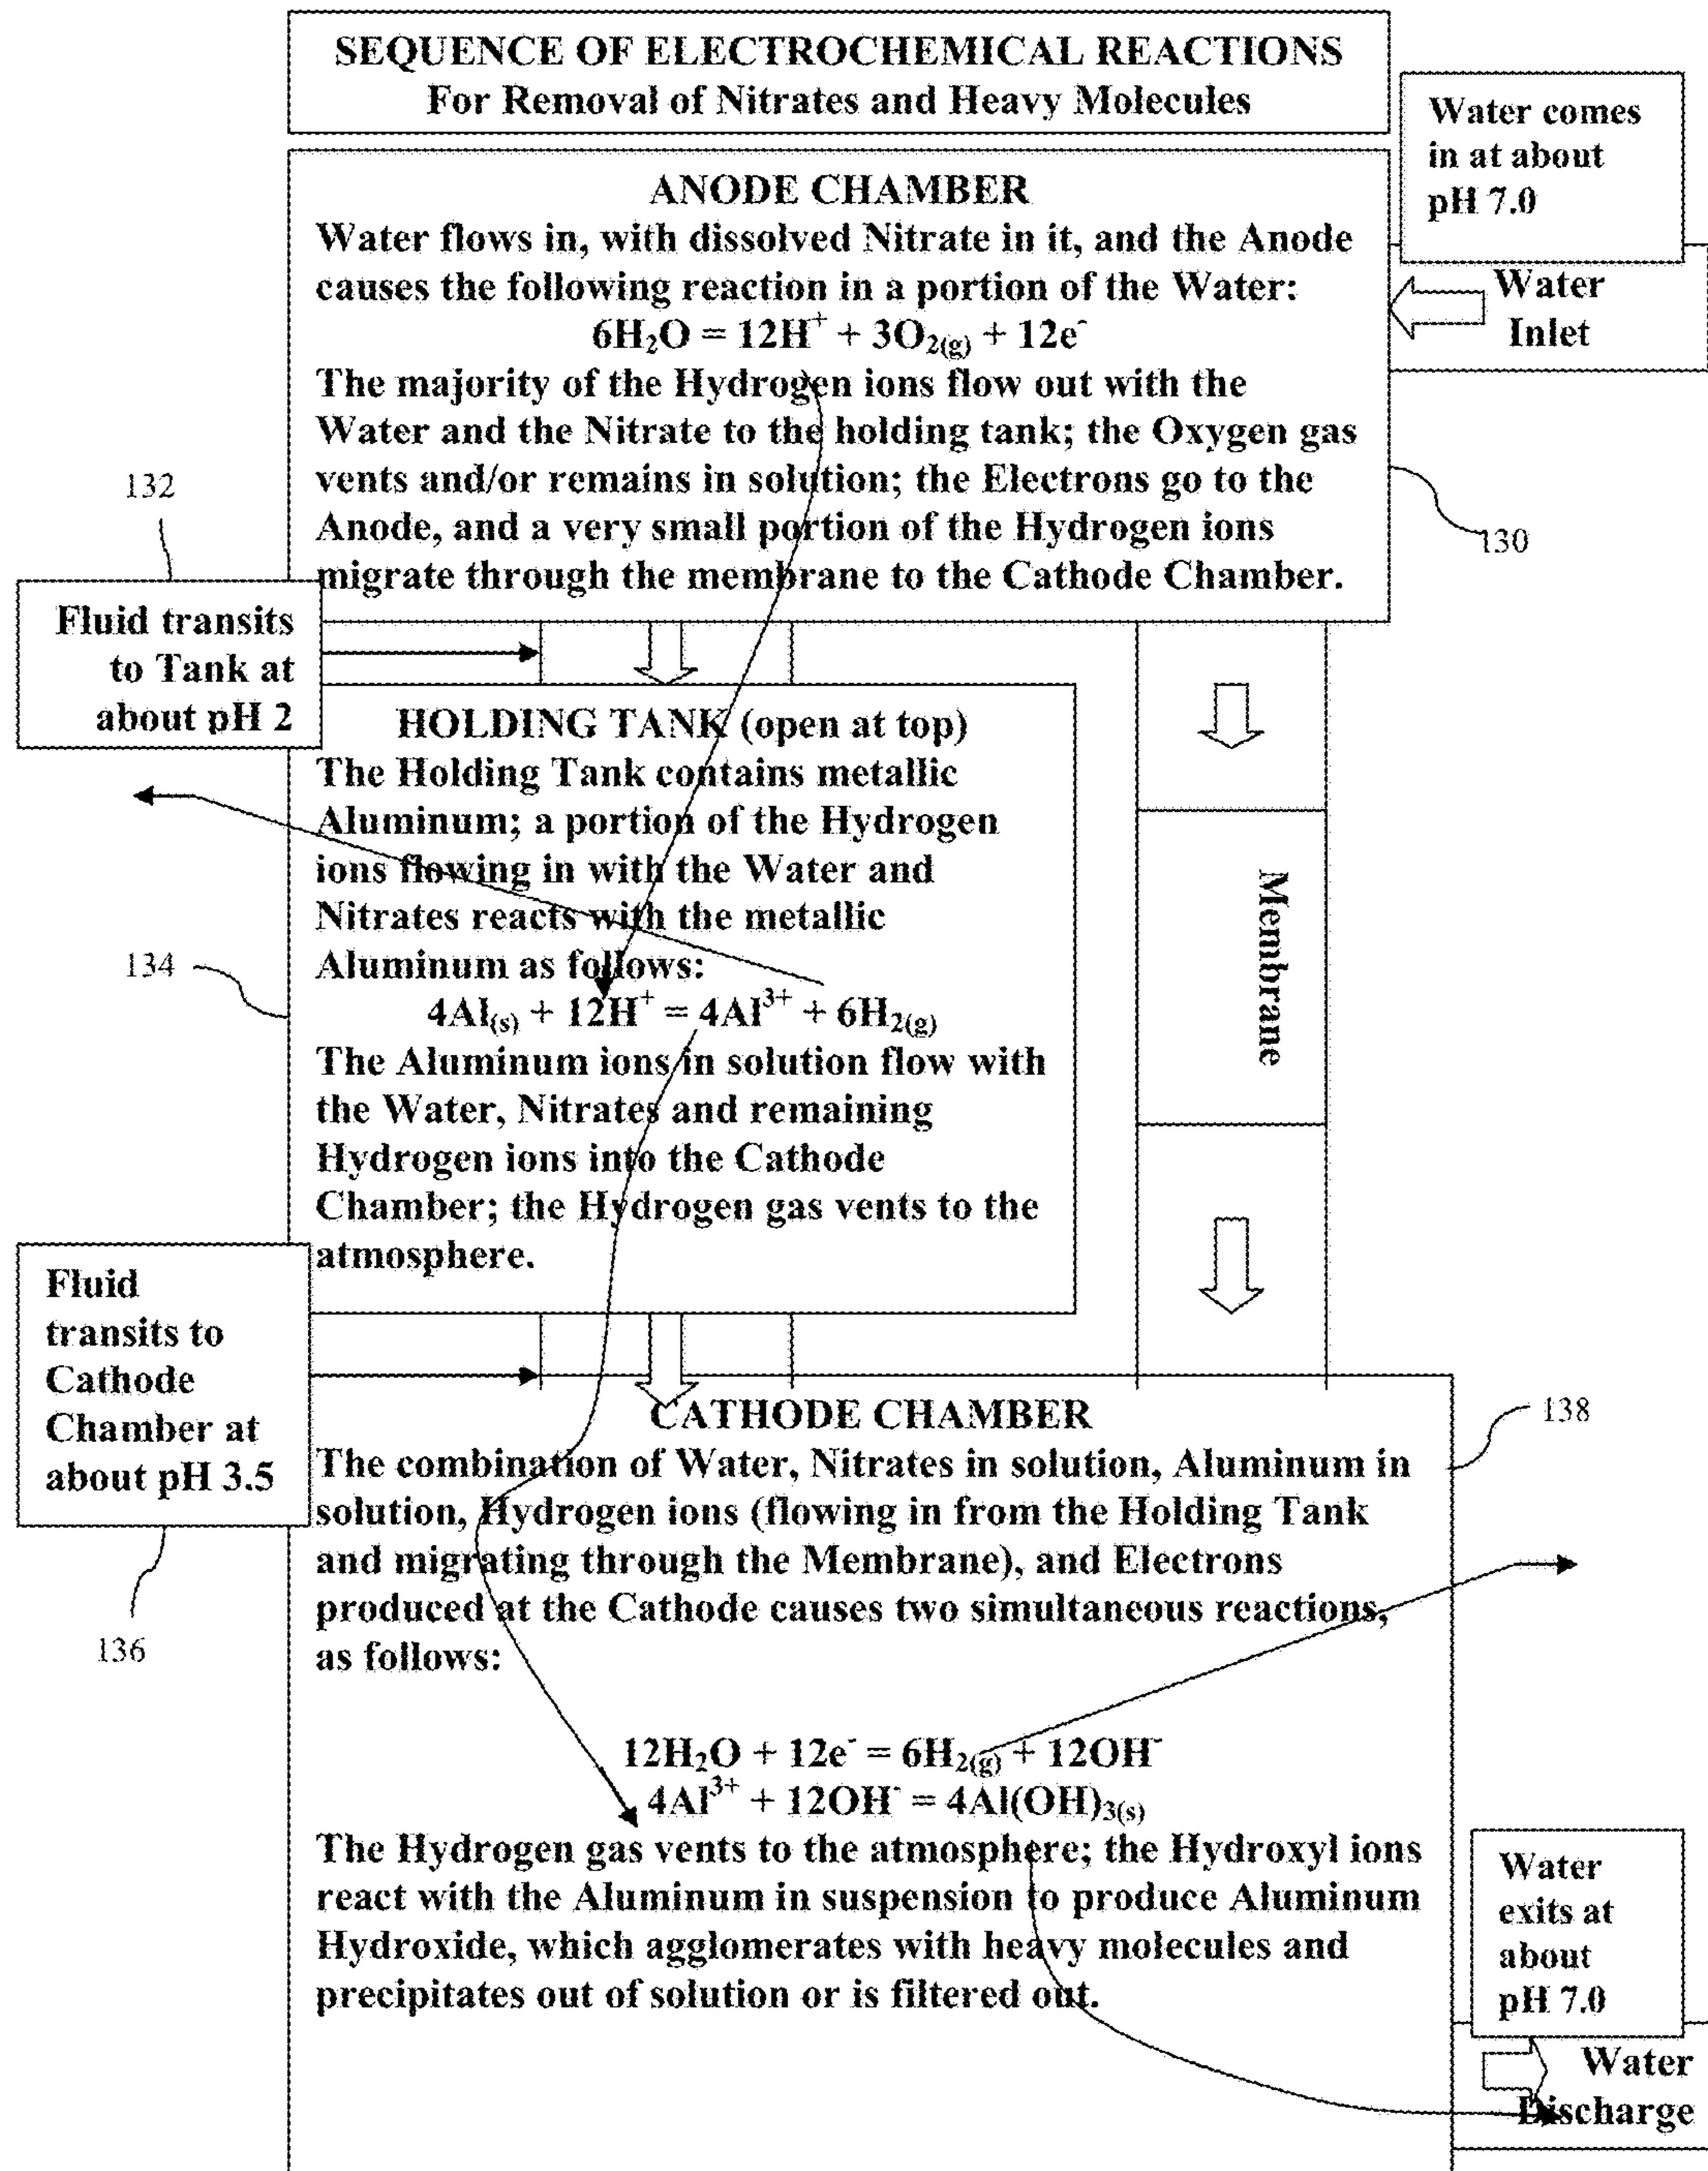 SEQUENCE OF ELECTROCHEMICAL REACTIONS
For Removal of Nitrates and Heavy Molecules
Water comes
in at about
pH 7.0
Water
Inlet
ANODE CHAMBER
Water flows in, with dissolved Nitrate in it, and the Anode
causes the following reaction in a portion of the Water:
6H₂O = 12H⁺ + 3O₂(g) + 12e⁻
The majority of the Hydrogen ions flow out with the
Water and the Nitrate to the holding tank; the Oxygen gas
vents and/or remains in solution; the Electrons go to the
Anode, and a very small portion of the Hydrogen ions
migrate through the membrane to the Cathode Chamber.
130
132
Fluid transits
to Tank at
about pH 2
HOLDING TANK (open at top)
The Holding Tank contains metallic
Aluminum; a portion of the Hydrogen
ions flowing in with the Water and
Nitrates reacts with the metallic
Aluminum as follows:
4Al(s) + 12H⁺ = 4Al³⁺ + 6H₂(g)
The Aluminum ions in solution flow with
the Water, Nitrates and remaining
Hydrogen ions into the Cathode
Chamber; the Hydrogen gas vents to the
atmosphere.
134
Membrane
Fluid
transits to
Cathode
Chamber at
about pH 3.5
136
CATHODE CHAMBER
The combination of Water, Nitrates in solution, Aluminum in
solution, Hydrogen ions (flowing in from the Holding Tank
and migrating through the Membrane), and Electrons
produced at the Cathode causes two simultaneous reactions,
as follows:
12H₂O + 12e⁻ = 6H₂(g) + 12OH⁻
4Al³⁺ + 12OH⁻ = 4Al(OH)₃(s)
The Hydrogen gas vents to the atmosphere; the Hydroxyl ions
react with the Aluminum in suspension to produce Aluminum
Hydroxide, which agglomerates with heavy molecules and
precipitates out of solution or is filtered out.
138
Water
exits at
about
pH 7.0
Water
Discharge